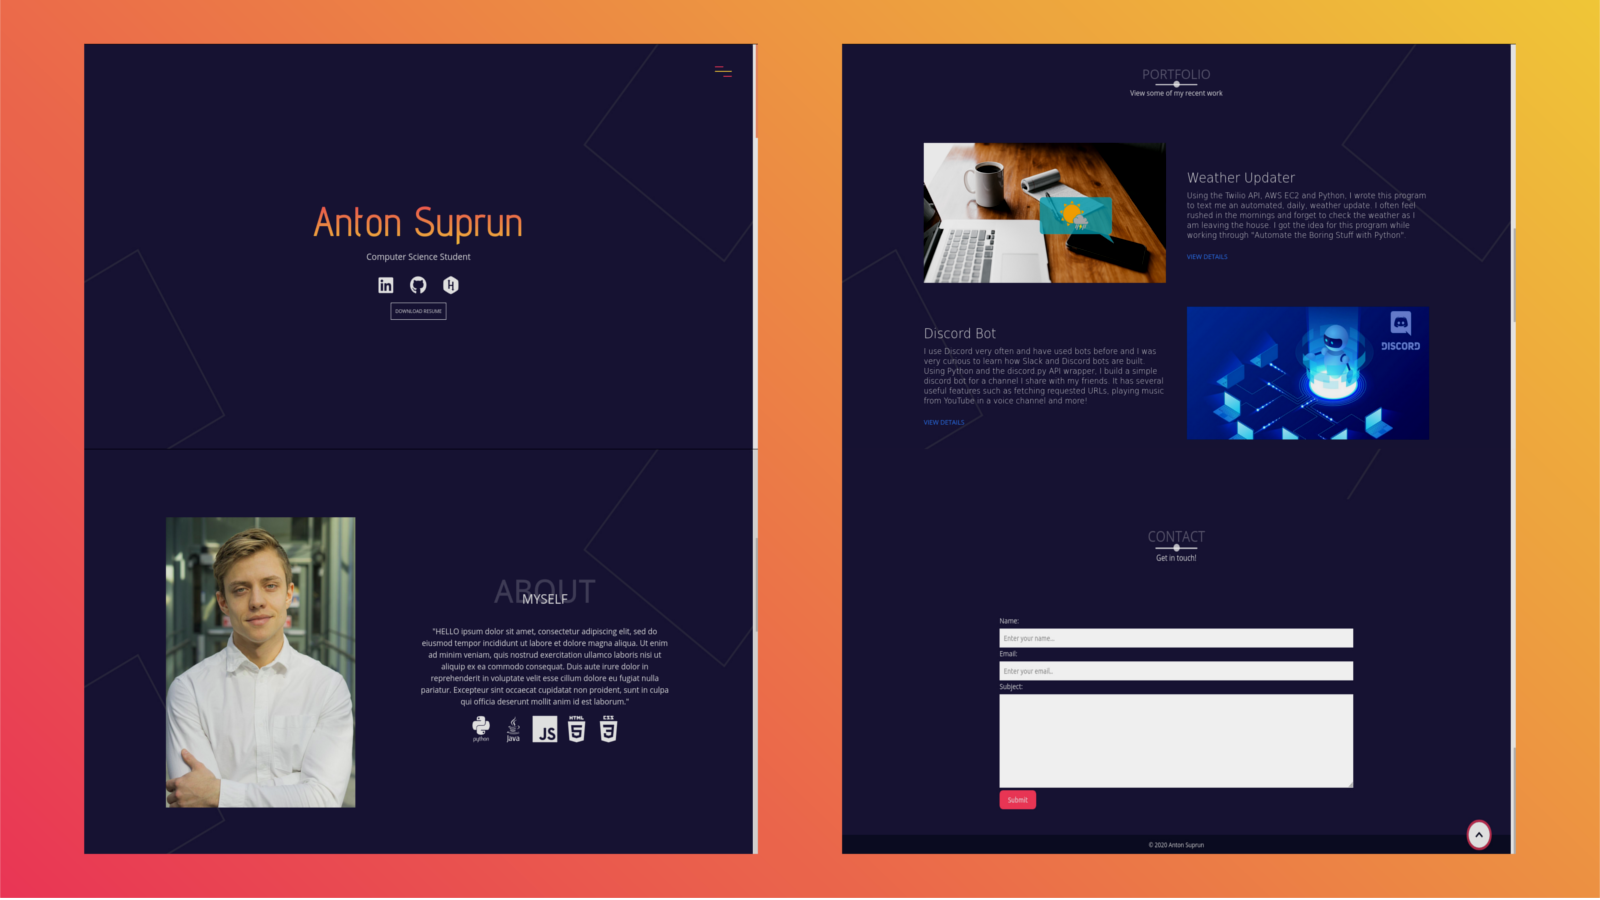 Anton Suprun
Computer Science Student
DOWNLOAD RESUME
ABOUT
MYSELF
"HELLO ipsum dolor sit amet, consectetur adipiscing elit, sed do
eiusmod tempor incididunt ut labore et dolore magna aliqua. Ut enim
ad minim veniam, quis nostrud exercitation ullamco laboris nisi ut
aliquip ex ea commodo consequat. Duis aute irure dolor in
reprehenderit in voluptate velit esse cillum dolore eu fugiat nulla
pariatur. Excepteur sint occaecat cupidatat non proident, sunt in culpa
qui officia deserunt mollit anim id est laborum."
python
Java
JS
HTML
5
CSS
3
PORTFOLIO
View some of my recent work
Weather Updater
Using the Twilio API, AWS EC2 and Python, I wrote this program
to text me an automated, daily, weather update. I often feel
rushed in the mornings and forget to check the weather as I
am leaving the house. I got the idea for this program while
working through "Automate the Boring Stuff with Python".
VIEW DETAILS
Discord Bot
I use Discord very often and have used bots before and I was
very curious to learn how Slack and Discord bots are built.
Using Python and the discord.py API wrapper, I build a simple
discord bot for a channel I share with my friends. It has several
useful features such as fetching requested URLs, playing music
from YouTube in a voice channel and more!
VIEW DETAILS
DISCORD
CONTACT
Get in touch!
Name:
Enter your name...
Email:
Enter your email..
Subject:
Submit
© 2020 Anton Suprun